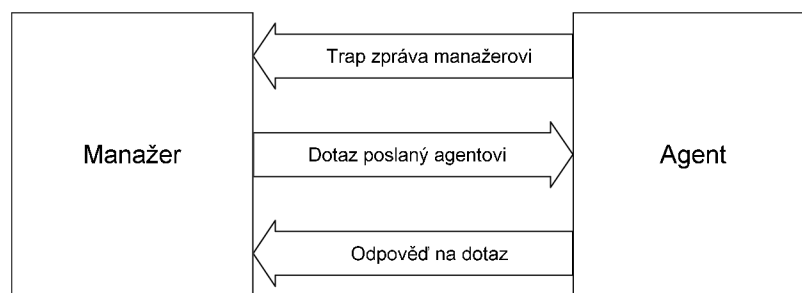 Trap zpráva manažerovi
Manažer
Dotaz poslaný agentovi
Agent
Odpověď na dotaz